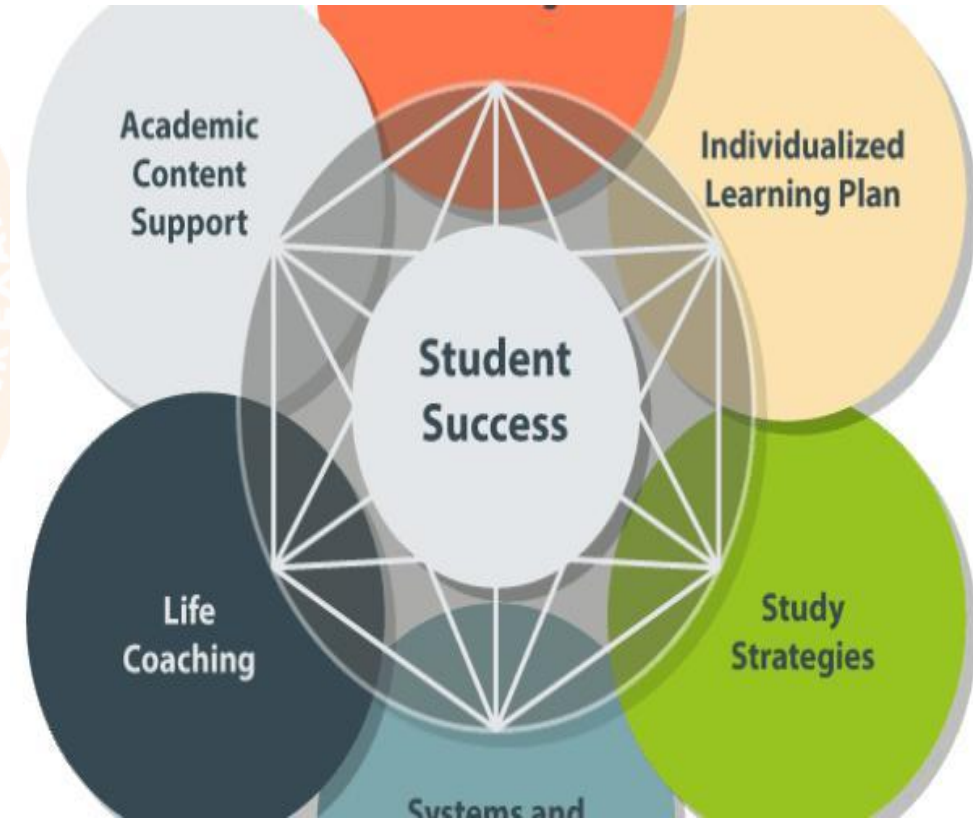 Academic
Content
Support
Individualized
Learning Plan
Student
Success
Life
Coaching
Study
Strategies
Systems and